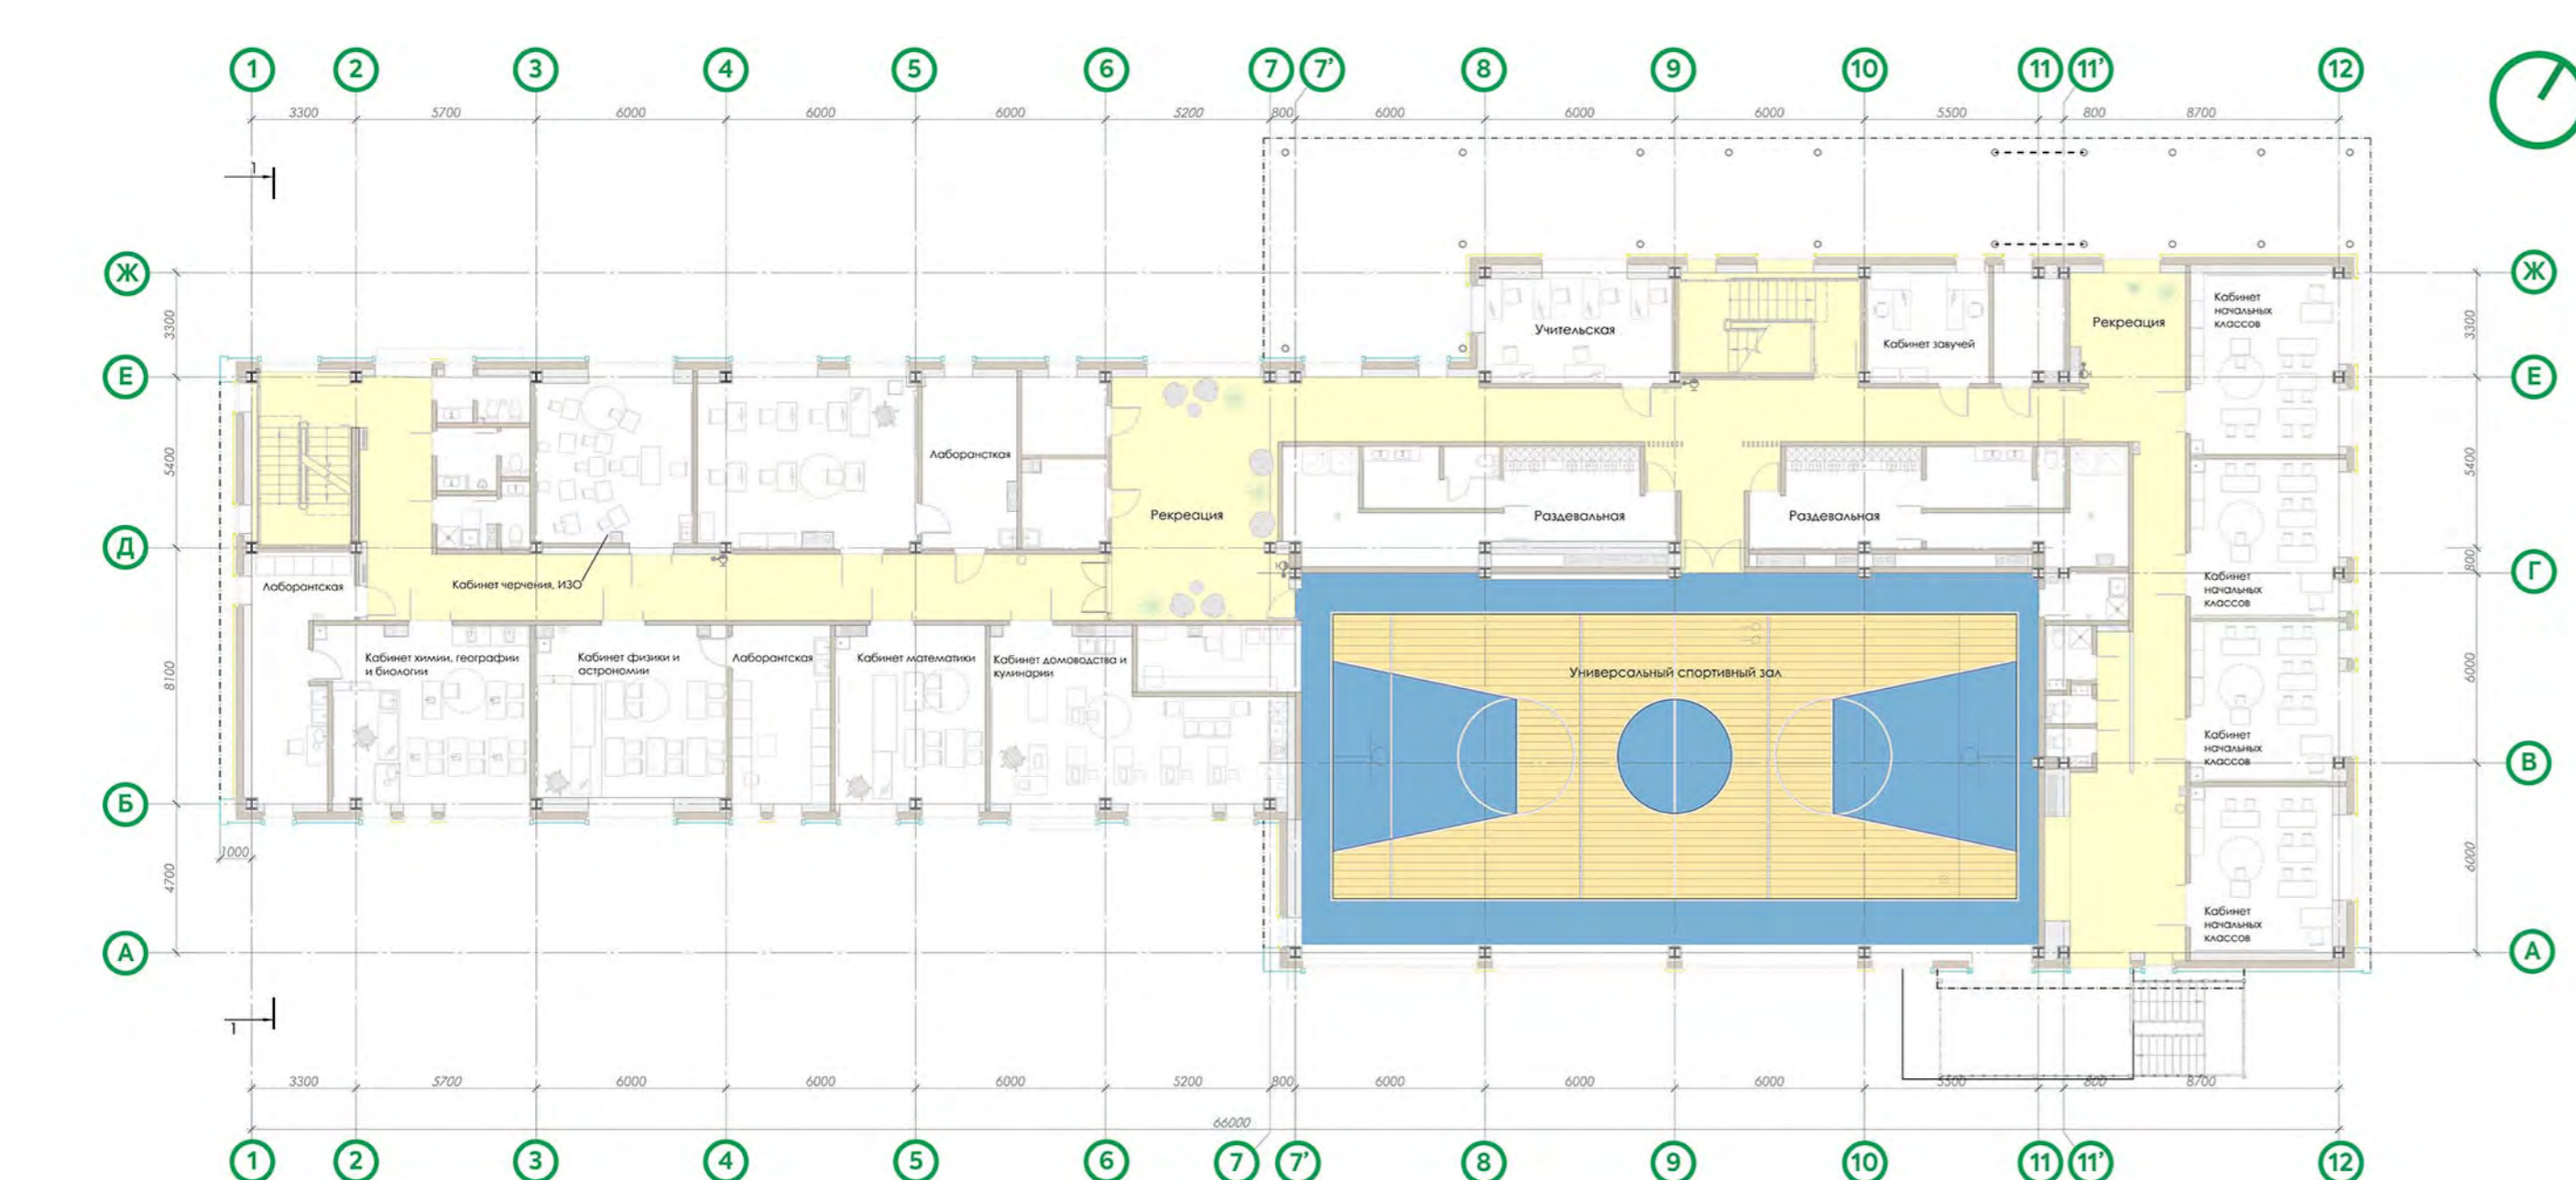 1 2 3 4 5 6 7 7' 8 9 10 11 11' 12
3300 5700 6000 6000 6000 5200 800 6000 6000 6000 5500 800 8700
1
Ж Ж
3300 3300
Е Е
5400 5400
Д
800
Г
8100
6000
Б
В
1000
4700
6000
А А
Учительская
Кабинет завучей
Рекреация
Кабинет
начальных
классов
Лаборансткая
Рекреация
Раздевальная
Раздевальная
Лаборантская
Кабинет черчения, ИЗО
Кабинет
начальных
классов
Кабинет химии, географии
и биологии
Кабинет физики и
астрономии
Лаборантская
Кабинет математики
Кабинет домоводства и
кулинарии
Универсальный спортивный зал
Кабинет
начальных
классов
Кабинет
начальных
классов
1
3300 5700 6000 6000 6000 5200 800 6000 6000 6000 5500 800 8700
66000
1 2 3 4 5 6 7 7' 8 9 10 11 11' 12